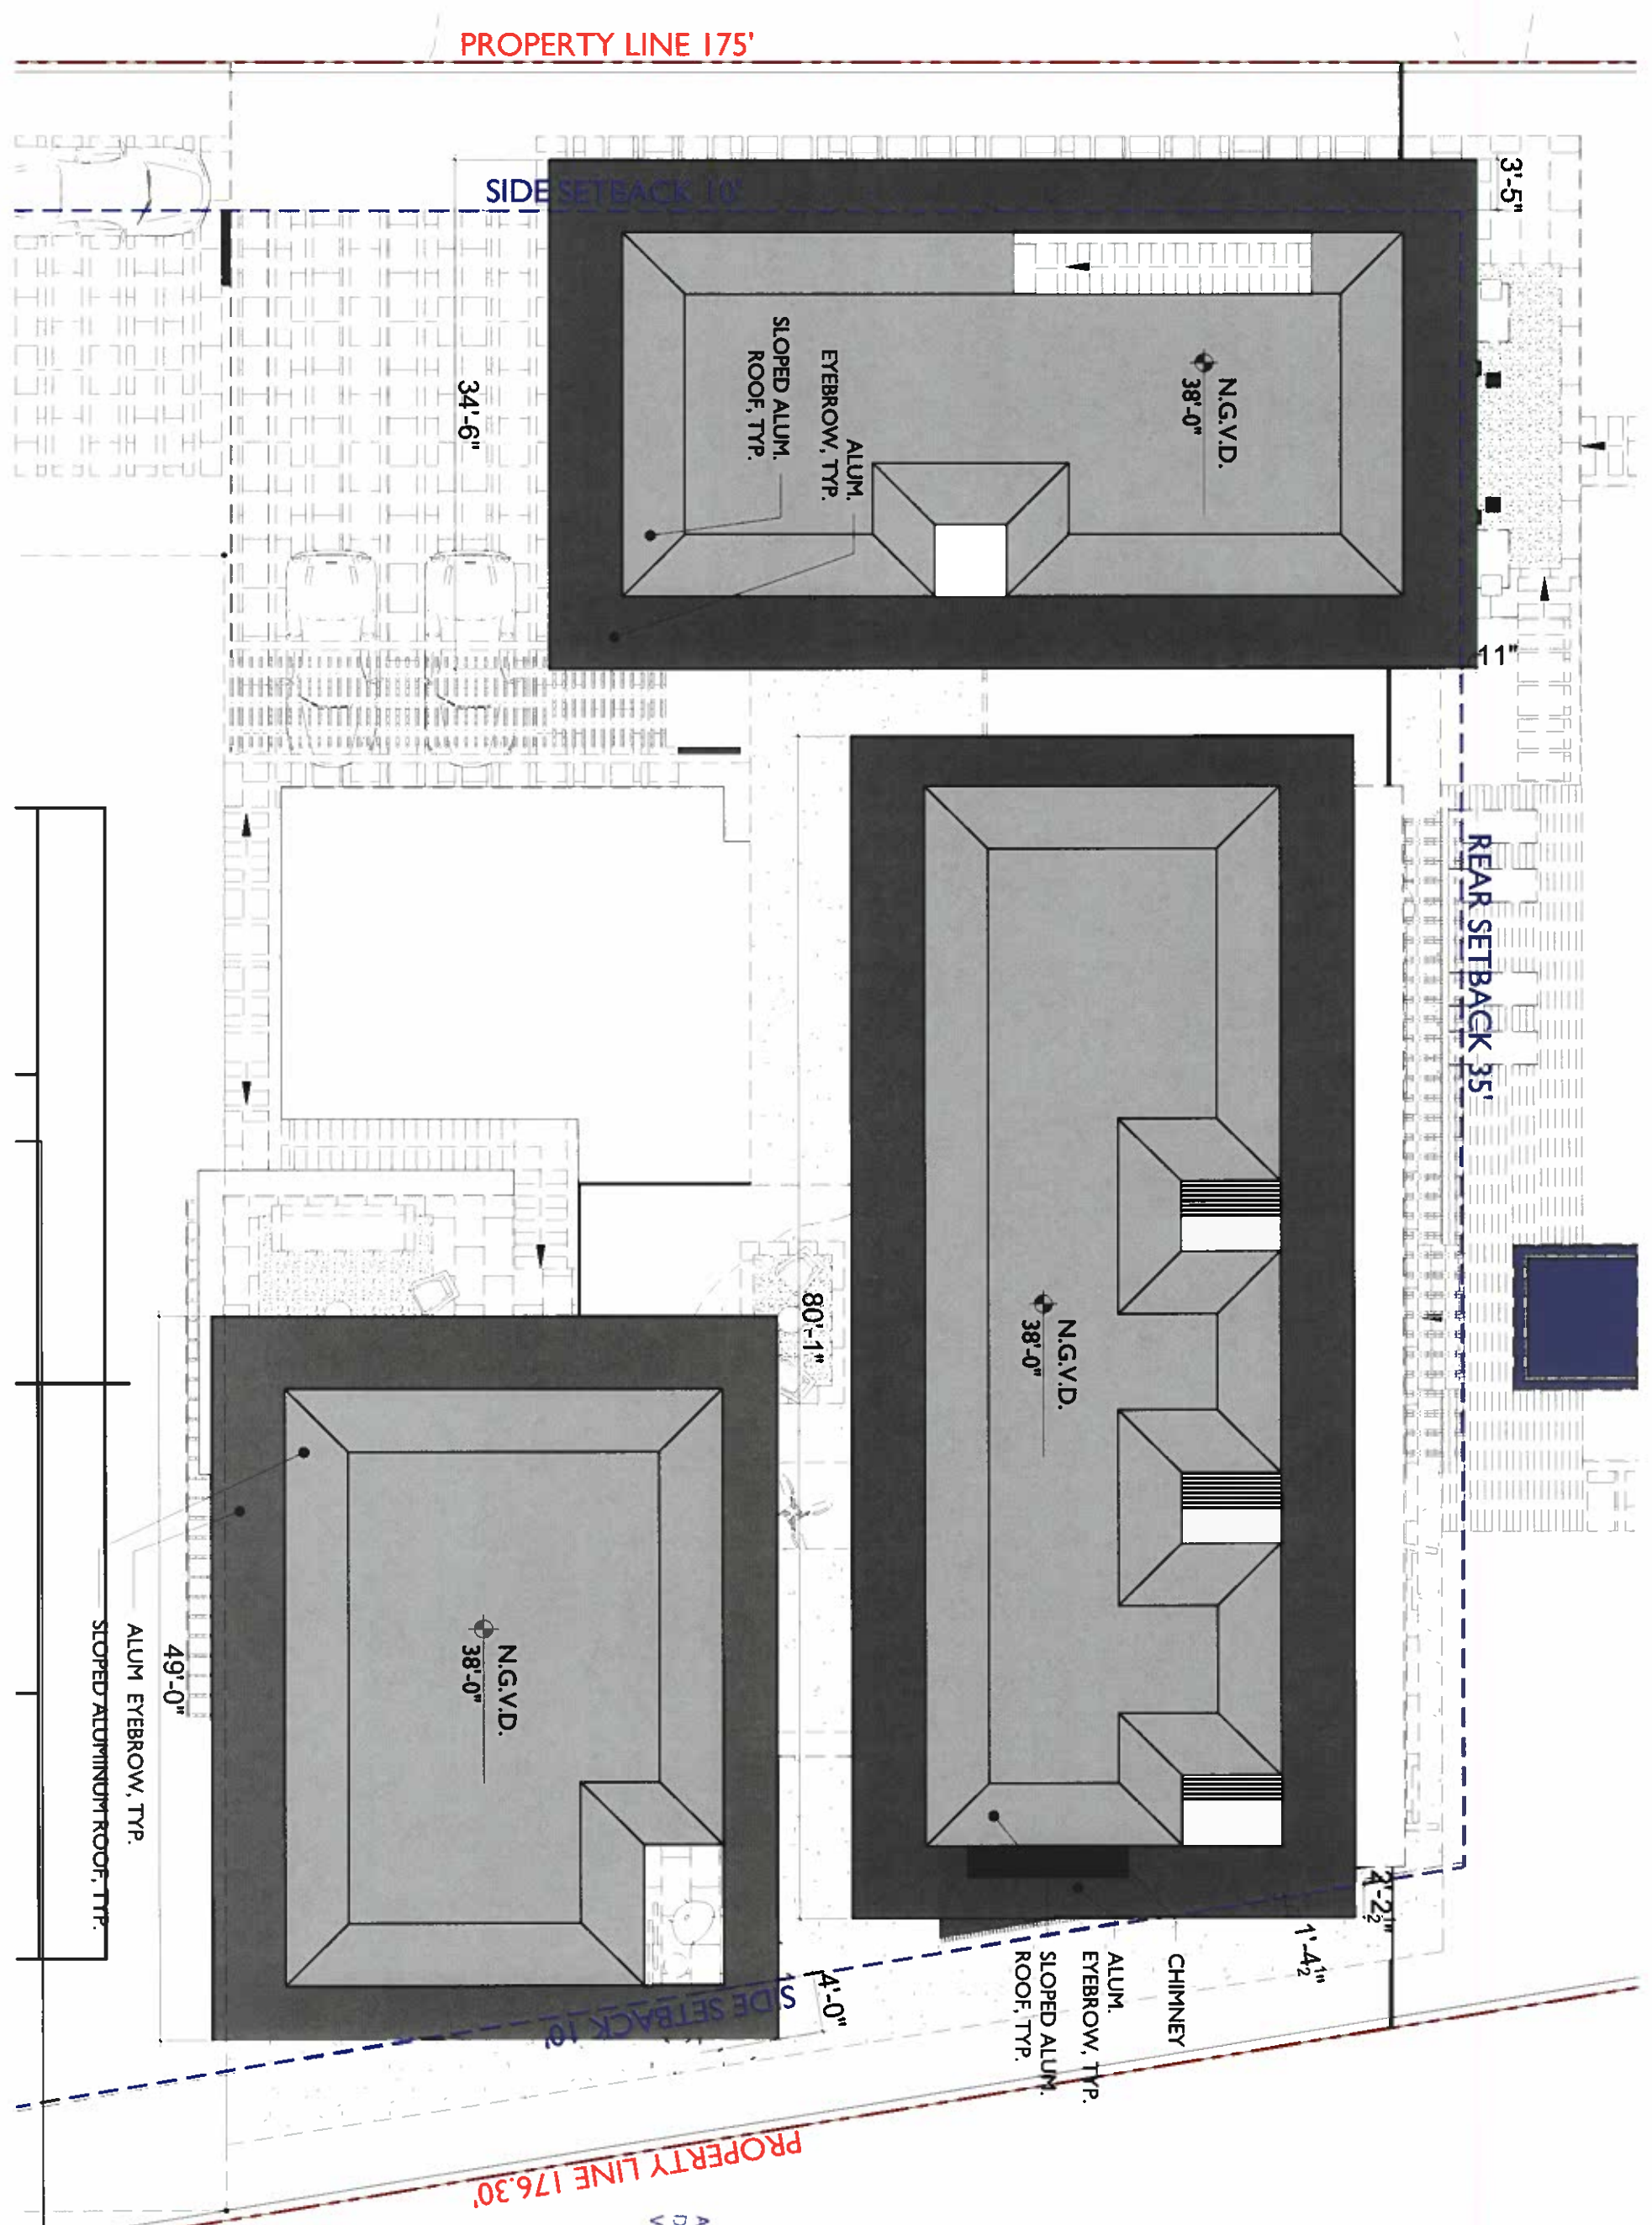 PROPERTY LINE 175'
SIDE SETBACK 10'
3'-5"
34'-6"
N.G.V.D.
38'-0"
ALUM.
EYEBROW, TYP.
SLOPED ALUM.
ROOF, TYP.
11"
REAR SETBACK 35'
80'-1"
N.G.V.D.
38'-0"
N.G.V.D.
38'-0"
49'-0"
ALUM EYEBROW, TYP.
SLOPED ALUMINUM ROOF, TYP.
1'-4½"
CHIMNEY
ALUM.
EYEBROW, TYP.
SLOPED ALUM.
ROOF, TYP.
4'-0"
SIDE SETBACK 10'
PROPERTY LINE 176.30'